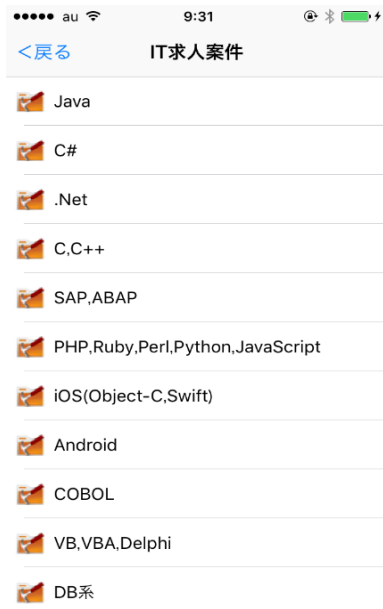 au 9:31
<戻る IT求人案件
Java
C#
.Net
C,C++
SAP,ABAP
PHP,Ruby,Perl,Python,JavaScript
iOS(Object-C,Swift)
Android
COBOL
VB,VBA,Delphi
DB系